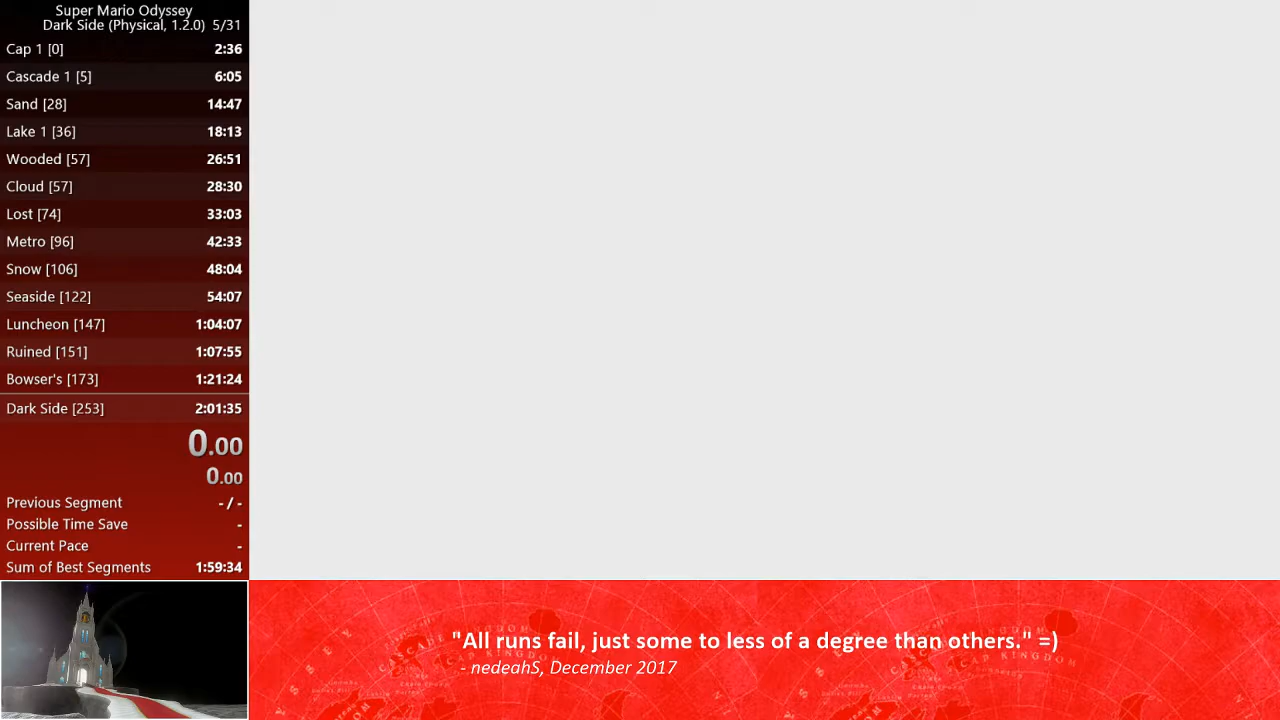 Super Mario Odyssey
Dark Side (Physical, 1.2.0) 5/31
Cap 1 [0] 2:36
Cascade 1 [5] 6:05
Sand [28] 14:47
Lake 1 [36] 18:13
Wooded [57] 26:51
Cloud [57] 28:30
Lost [74] 33:03
Metro [96] 42:33
Snow [106] 48:04
Seaside [122] 54:07
Luncheon [147] 1:04:07
Ruined [151] 1:07:55
Bowser's [173] 1:21:24
Dark Side [253] 2:01:35
0.00
0.00
Previous Segment - / -
Possible Time Save -
Current Pace -
Sum of Best Segments 1:59:34
"All runs fail, just some to less of a degree than others." =)
- nedeahS, December 2017